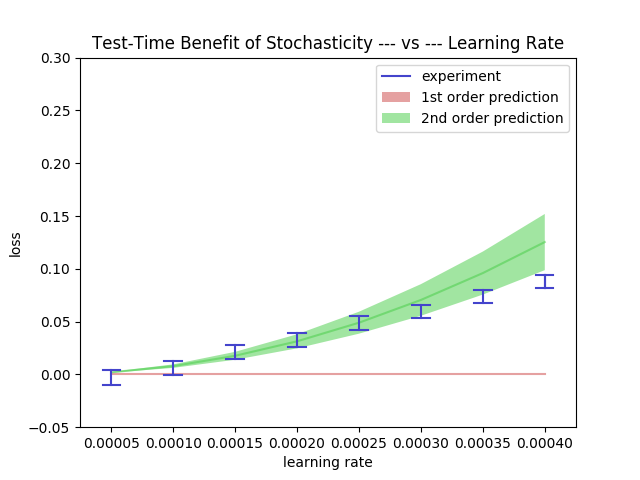 Test-Time Benefit of Stochasticity --- vs --- Learning Rate
experiment
1st order prediction
2nd order prediction
0.30
0.25
0.20
0.15
0.10
0.05
0.00
−0.05
loss
0.00005 0.00010 0.00015 0.00020 0.00025 0.00030 0.00035 0.00040
learning rate